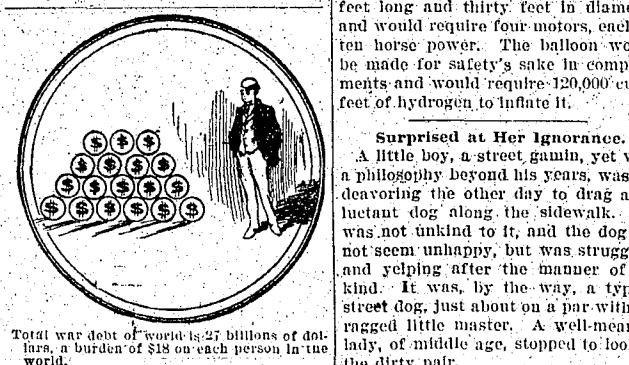 $ $ $
$ $ $ $
$ $ $ $ $
$ $ $ $ $ $
Total war debt of world is 27 billions of dol-
lars, a burden of $18 on each person in the
world.
feet long and thirty feet in diame
and would require four motors, eac
ten horse power. The balloon wo
be made for safety's sake in comp
ments and would require 120,000 cu
feet of hydrogen to inflate it.
Surprised at Her Ignorance.
A little boy, a street gamin, yet v
a philosophy beyond his years, was
deavoring the other day to drag a
luctant dog along the sidewalk.
was not unkind to it, and the dog
not seem unhappy, but was strugg
and yelping after the manner of
kind. It was, by the way, a typ
street dog, just about on a par with
ragged little master. A well-mean
lady, of middle age, stopped to loo
the dirty pair.